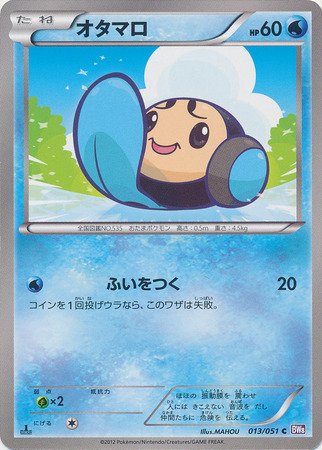 たね オタマロ HP60
全国図鑑NO.535 おたまポケモン 高さ:0.5m 重さ:4.5kg
ふいをつく 20
コインを1回投げウラなら、このワザは失敗。
弱点
×2
にげる
ほほの 振動膜を 震わせ
人には きこえない 音波を だし
仲間たちに 危険を 伝える。
1 Illus.MAHOU 013/051 C BW8
©2012 Pokémon/Nintendo/Creatures/GAME FREAK.